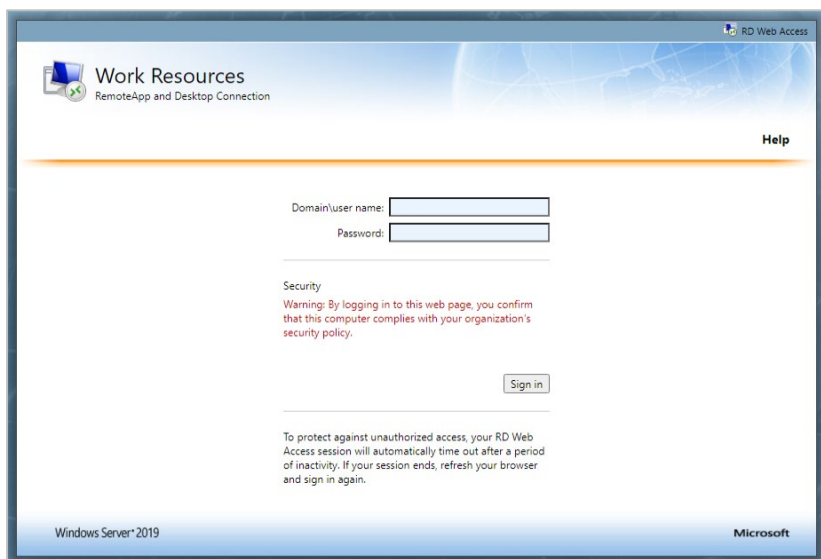 RD Web Access
Work Resources
RemoteApp and Desktop Connection
Help
Domain\user name:
Password:
Security
Warning: By logging in to this web page, you confirm
that this computer complies with your organization's
security policy.
Sign in
To protect against unauthorized access, your RD Web
Access session will automatically time out after a period
of inactivity. If your session ends, refresh your browser
and sign in again.
Windows Server® 2019
Microsoft